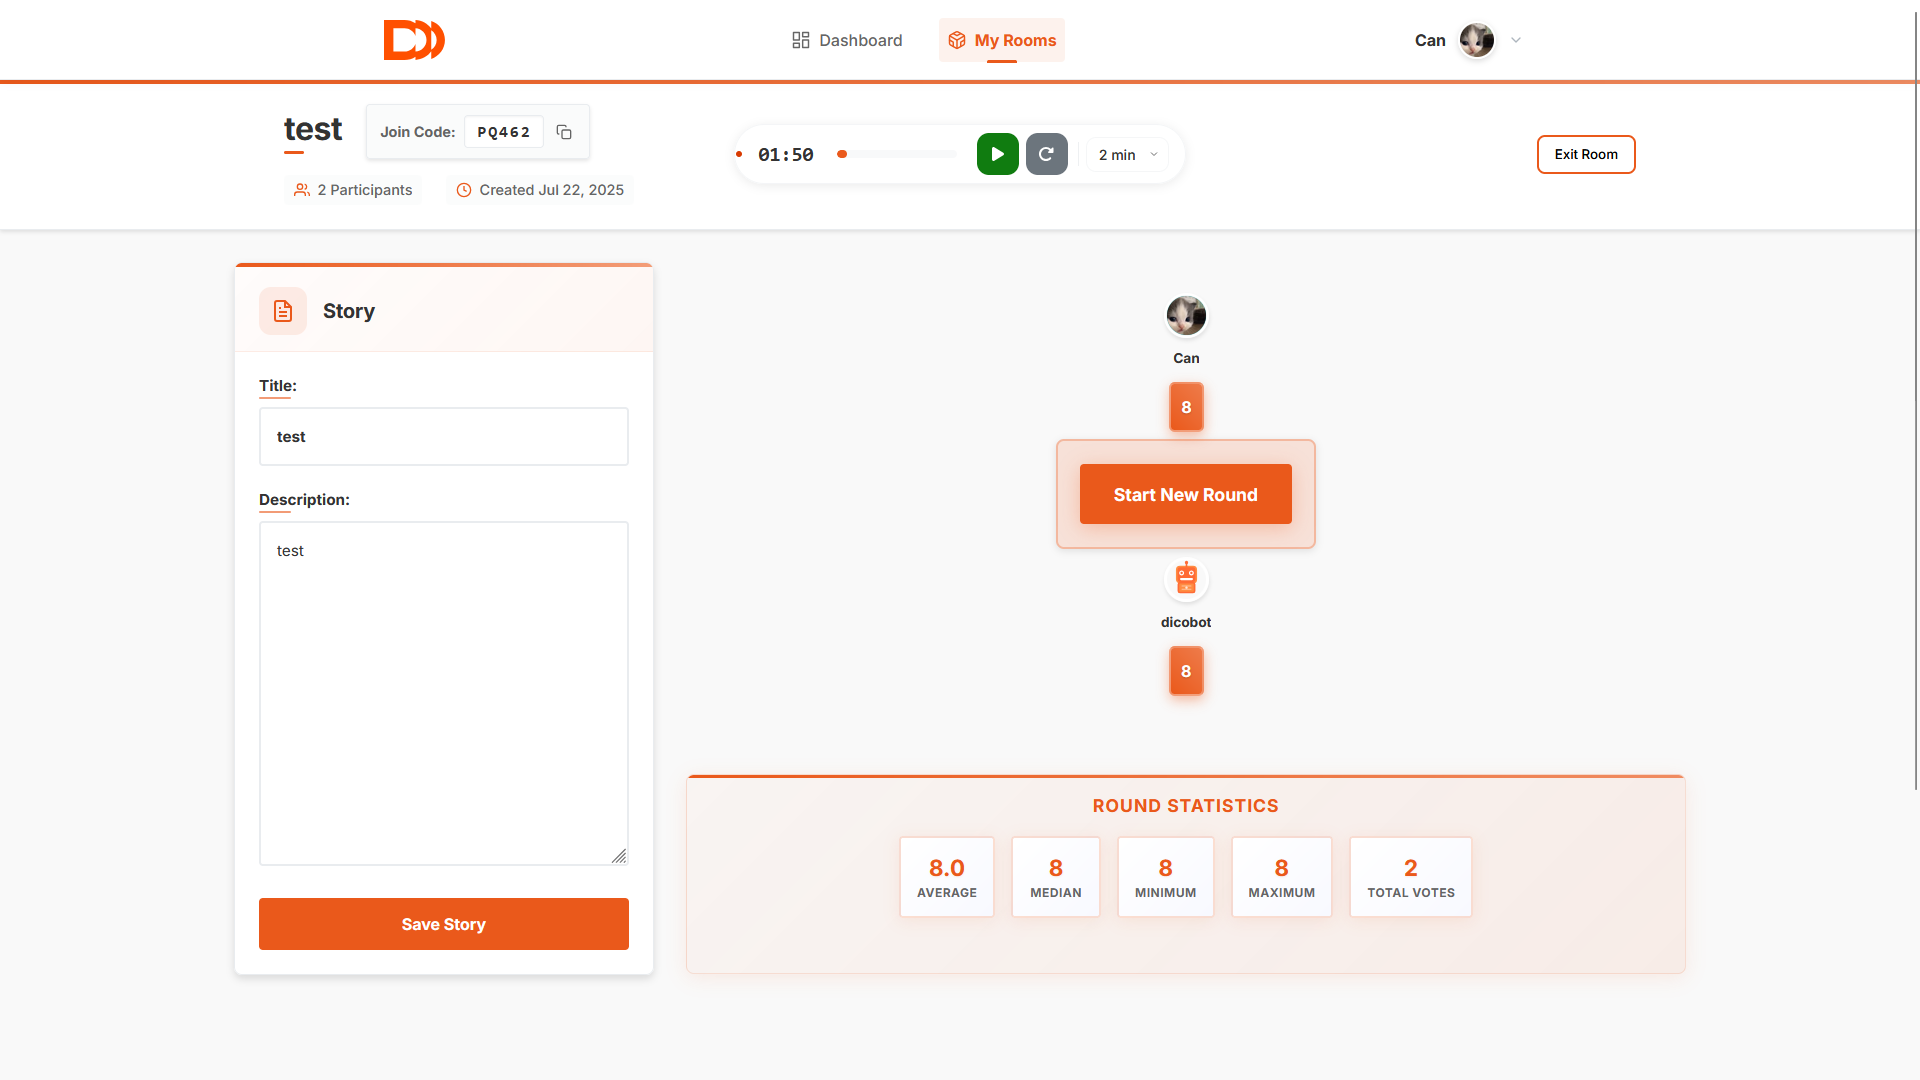 Dashboard
My Rooms
Can
test
Join Code: PQ462
2 Participants
Created Jul 22, 2025
01:50
2 min
Exit Room
Story
Title:
test
Description:
test
Save Story
Can
8
Start New Round
dicobot
8
ROUND STATISTICS
8.0
AVERAGE
8
MEDIAN
8
MINIMUM
8
MAXIMUM
2
TOTAL VOTES